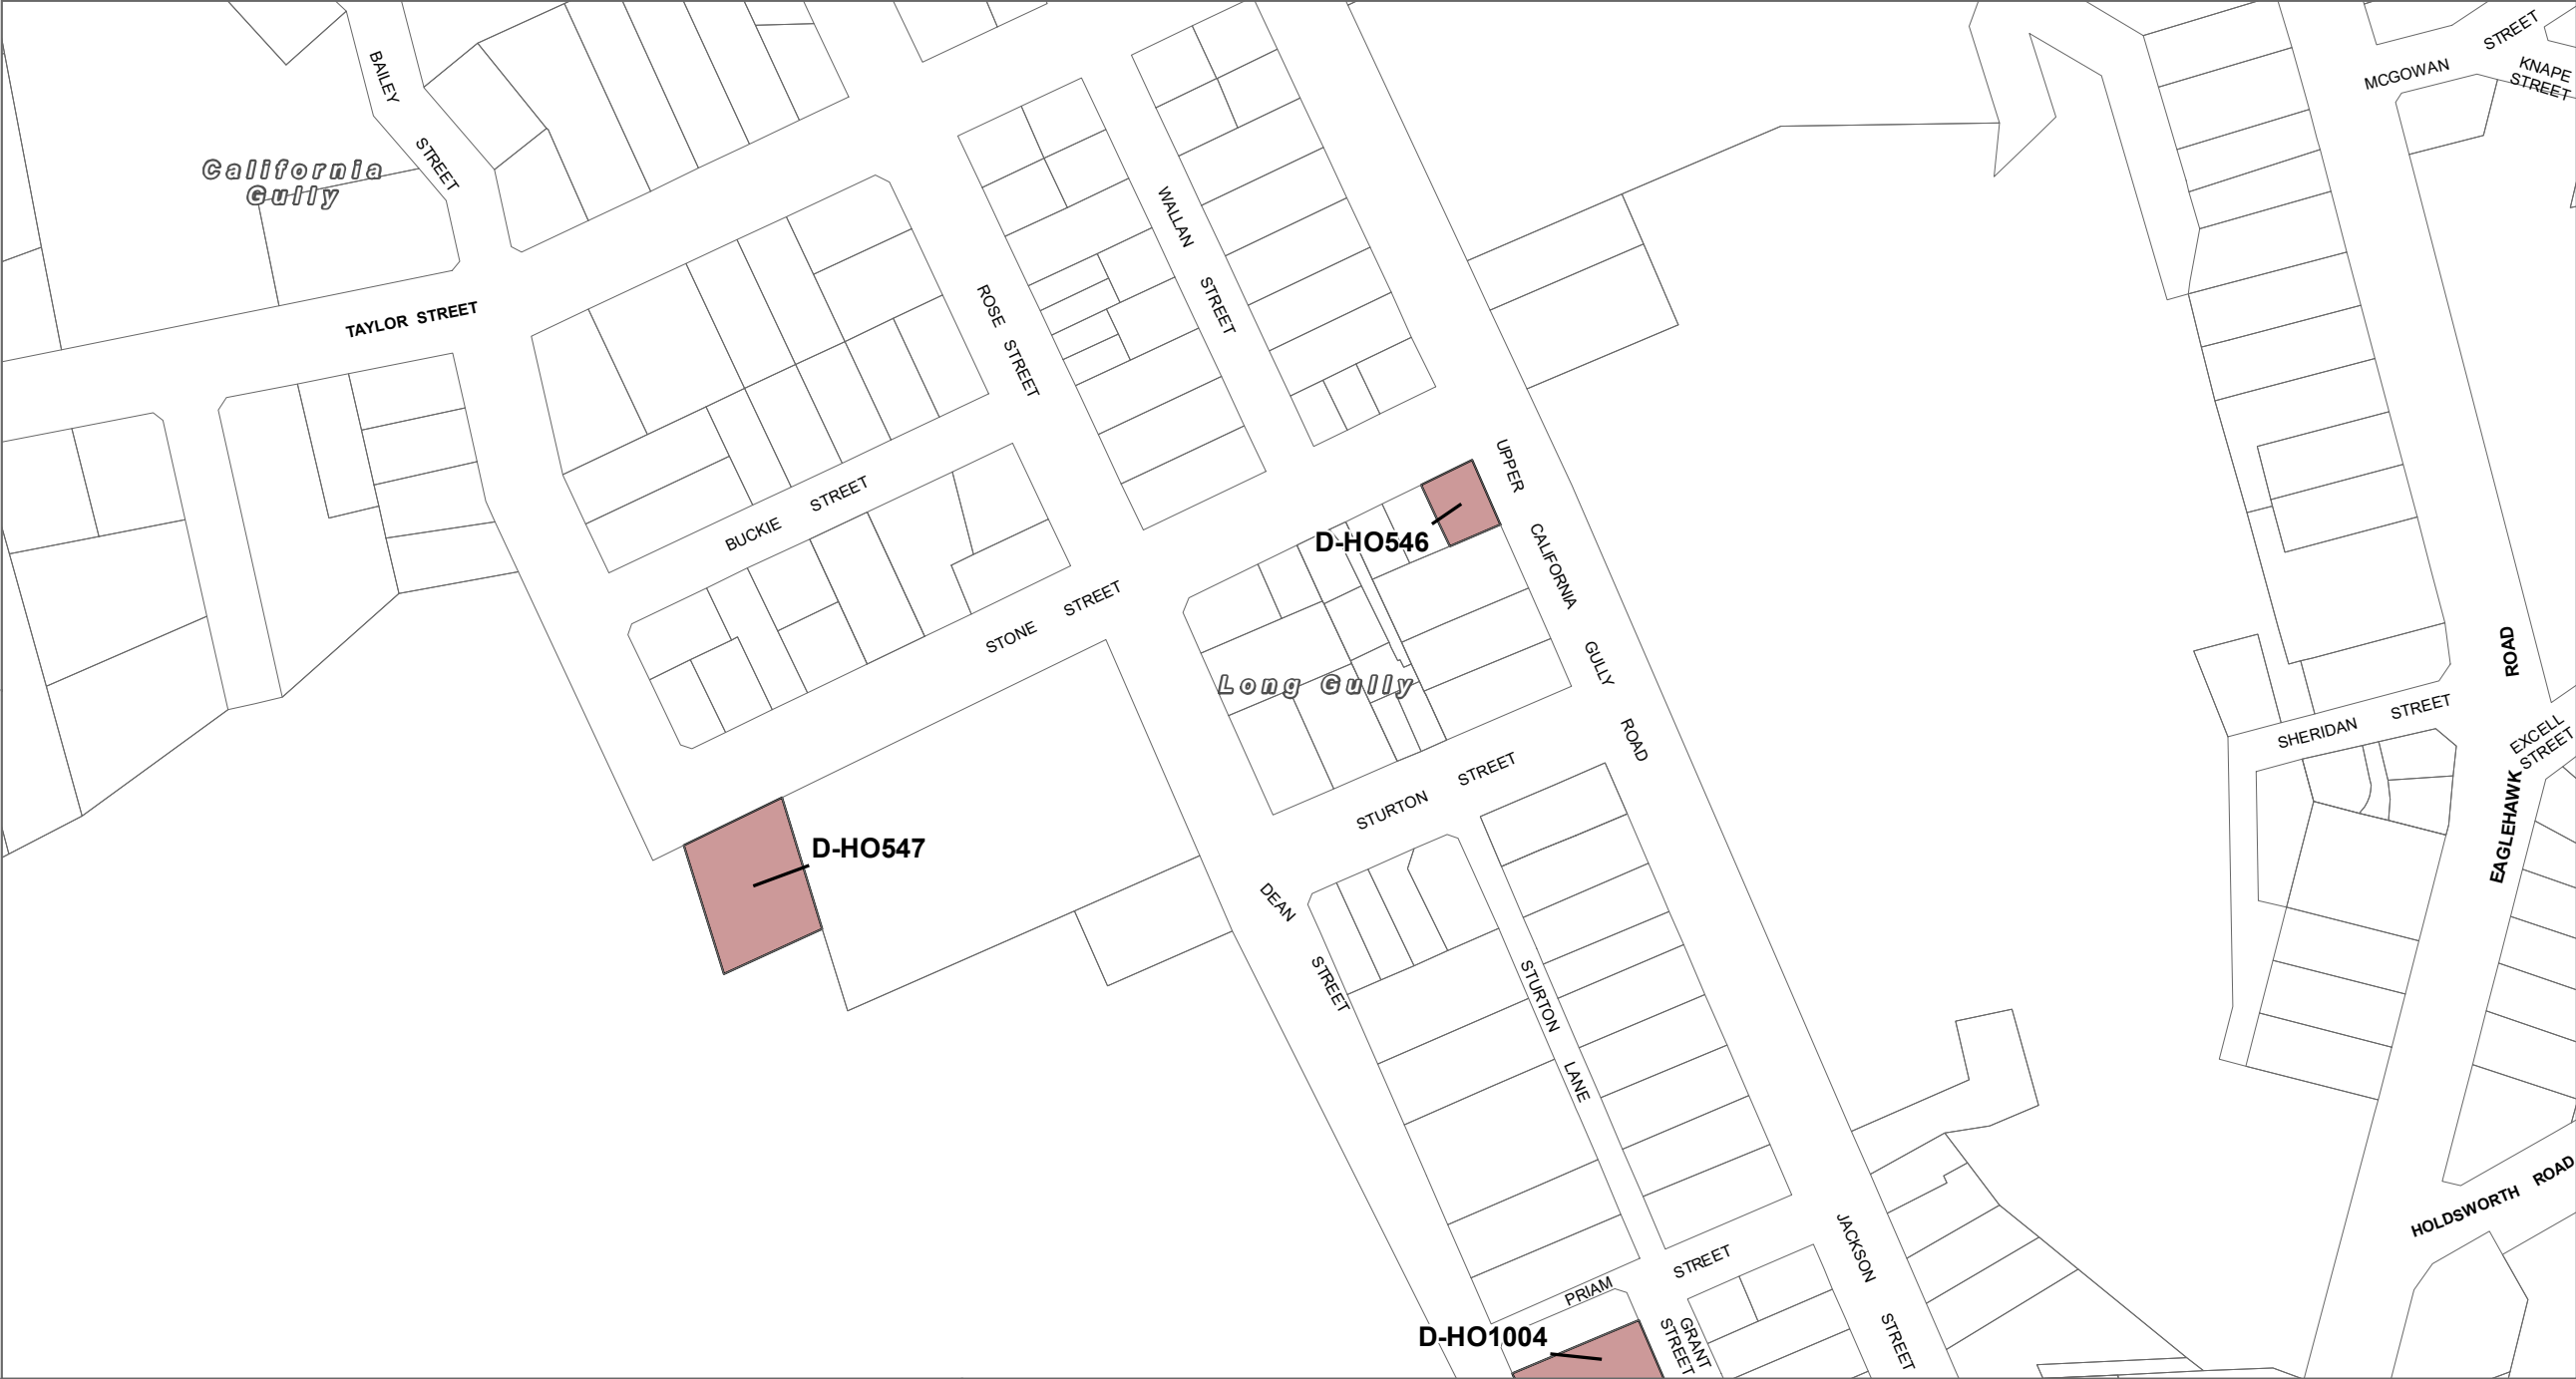 BAILEY STREET
California
Gully
TAYLOR STREET
ROSE STREET
WALLAN STREET
BUCKIE STREET
STONE STREET
UPPER CALIFORNIA GULLY ROAD
D-HO546
Long Gully
STURTON STREET
D-HO547
DEAN STREET
STURTON LANE
PRIAM STREET
D-HO1004
GRANT
STREET
JACKSON STREET
MCGOWAN STREET
KNAPE
STREET
SHERIDAN STREET
EXCELL
STREET
EAGLEHAWK ROAD
HOLDSWORTH ROAD